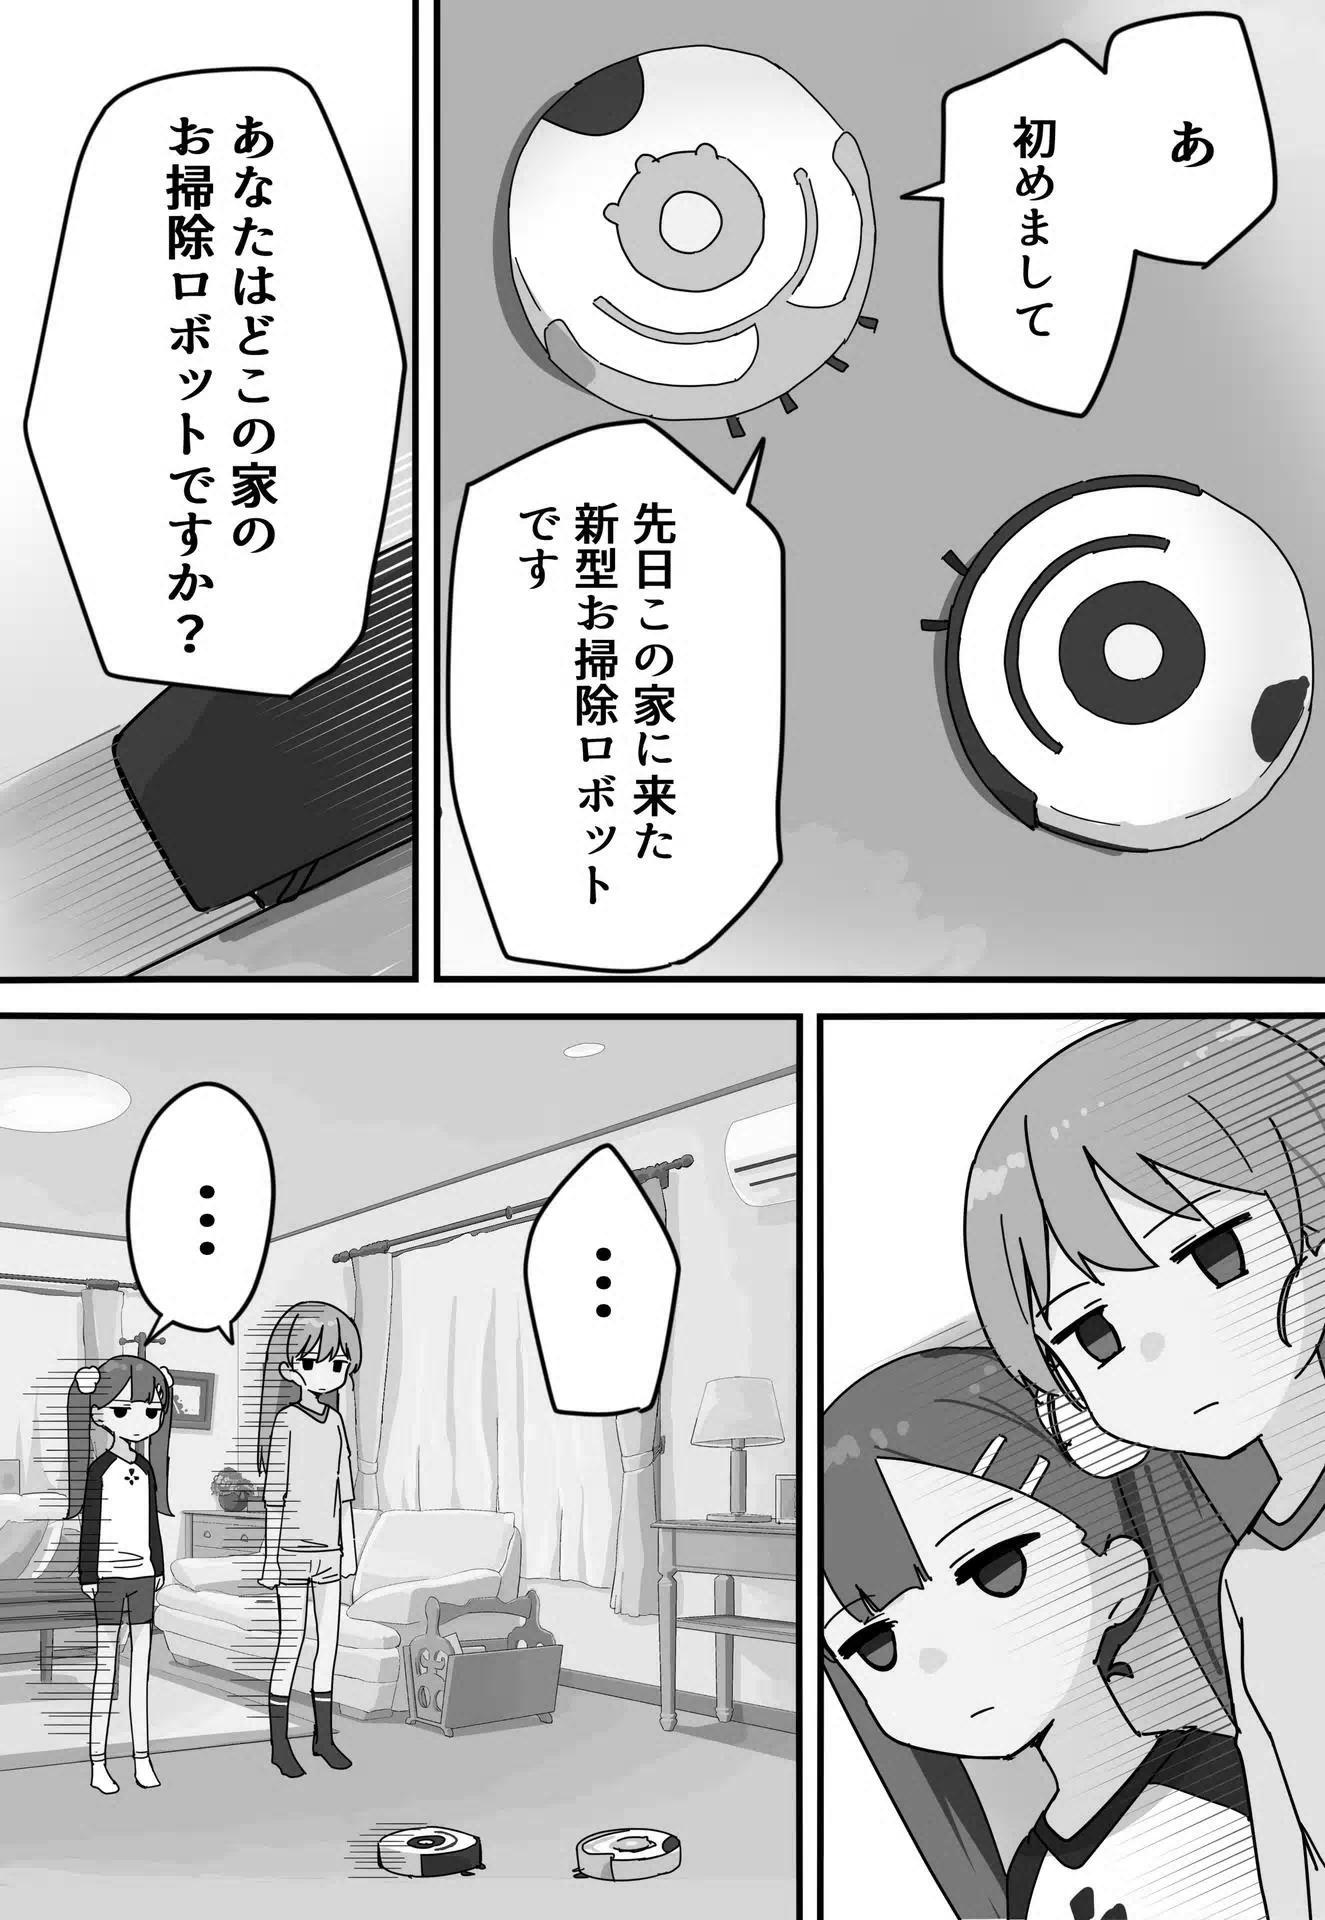 あ
初めまして
先日この家に来た
新型お掃除ロボット
です
あなたはどこの家の
お掃除ロボットですか？
…
…